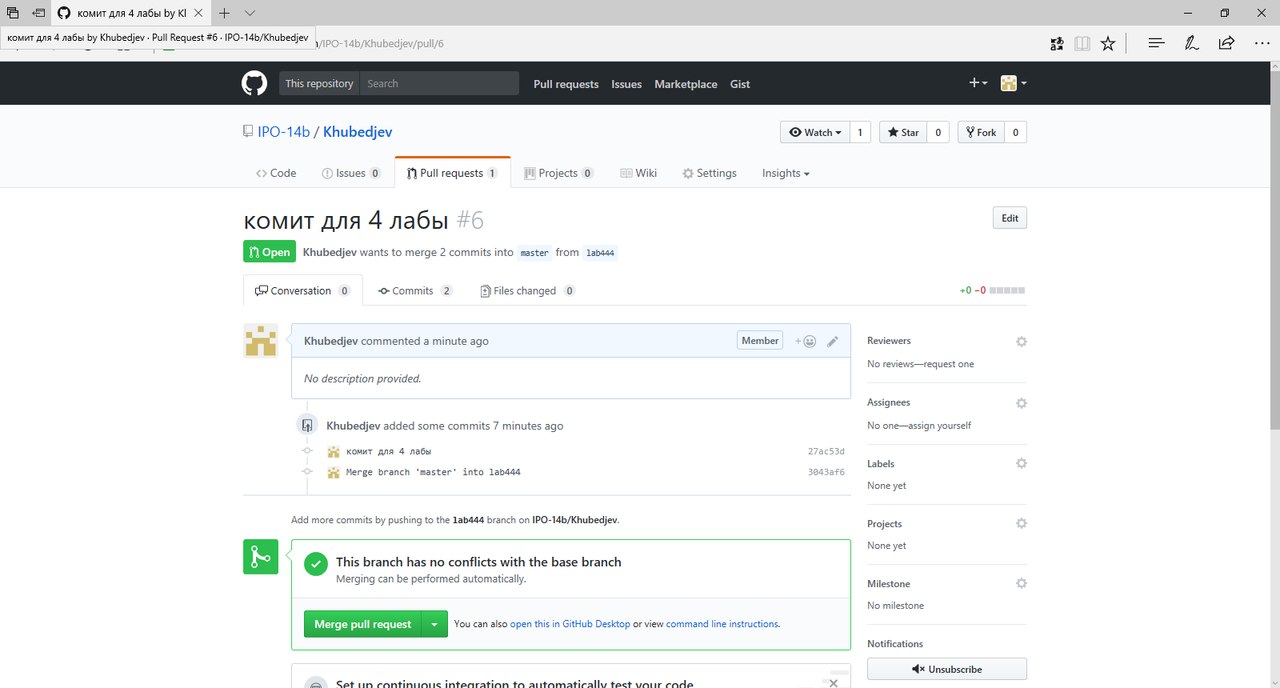 комит для 4 лабы by Kl
комит для 4 лабы by Khubedjev · Pull Request #6 · IPO-14b/Khubedjev
/IPO-14b/Khubedjev/pull/6
This repository Search Pull requests Issues Marketplace Gist
IPO-14b / Khubedjev
Watch 1 Star 0 Fork 0
Code Issues 0 Pull requests 1 Projects 0 Wiki Settings Insights
комит для 4 лабы #6
Edit
Open Khubedjev wants to merge 2 commits into master from lab444
Conversation 0 Commits 2 Files changed 0 +0 −0
Khubedjev commented a minute ago Member
No description provided.
Khubedjev added some commits 7 minutes ago
комит для 4 лабы 27ac53d
Merge branch 'master' into lab444 3043af6
Add more commits by pushing to the lab444 branch on IPO-14b/Khubedjev.
This branch has no conflicts with the base branch
Merging can be performed automatically.
Merge pull request You can also open this in GitHub Desktop or view command line instructions.
Set up continuous integration to automatically test your code
Reviewers
No reviews—request one
Assignees
No one—assign yourself
Labels
None yet
Projects
None yet
Milestone
No milestone
Notifications
Unsubscribe